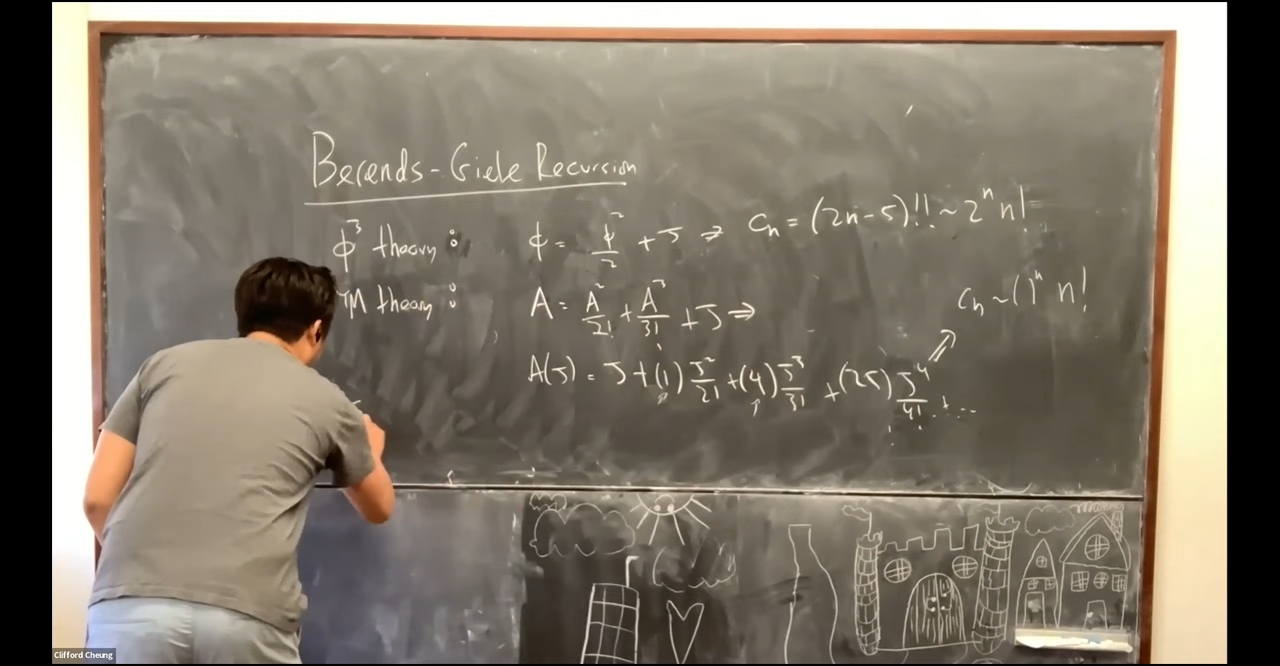 Berends-Giele Recursion
ϕ³ theory : ϕ = ϕ²/2 + J ⇒ Cₙ = (2n-5)!! ~ 2ⁿ n!
YM theory : A = A²/2! + A³/3! + J ⇒ Cₙ ~ ( )ⁿ n!
A(J) = J + (1) J²/2! + (4) J³/3! + (25) J⁴/4! + ...
Clifford Cheung